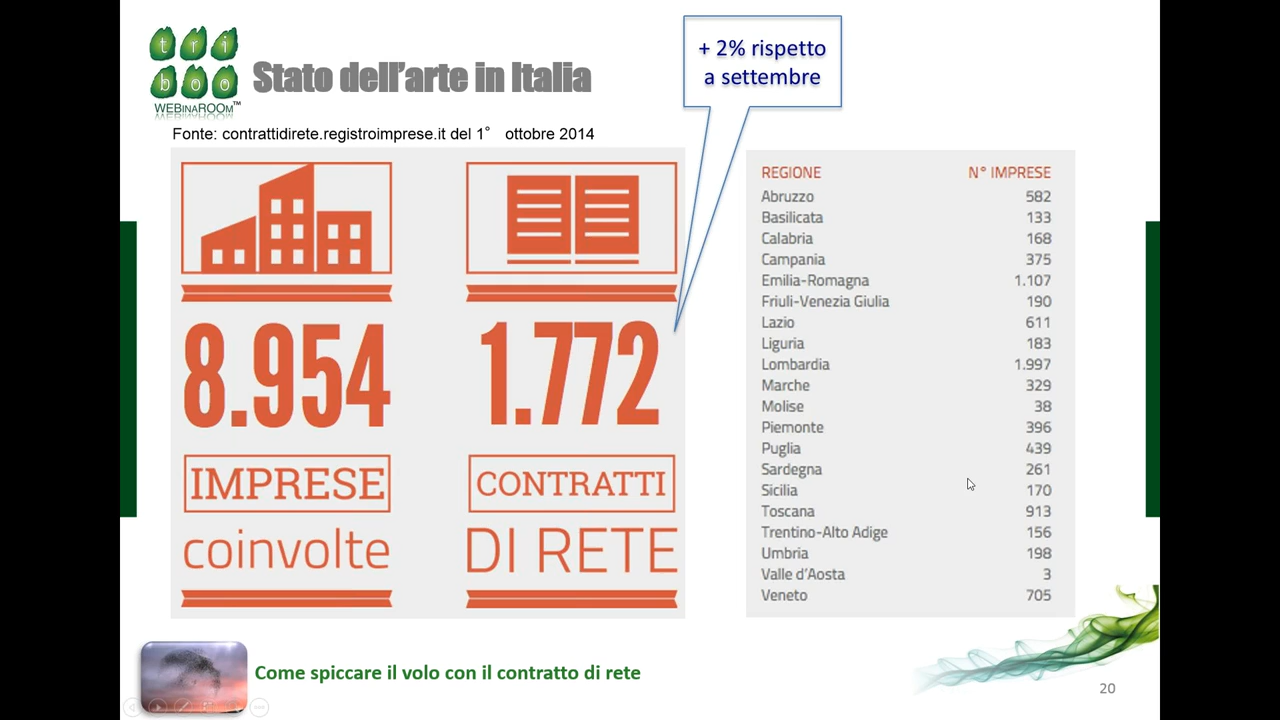 tri
boo
WEBinaROOm™
Stato dell’arte in Italia
+ 2% rispetto
a settembre
Fonte: contrattidirete.registroimprese.it del 1° ottobre 2014
8.954
IMPRESE
coinvolte
1.772
CONTRATTI
DI RETE
REGIONE N° IMPRESE
Abruzzo 582
Basilicata 133
Calabria 168
Campania 375
Emilia-Romagna 1.107
Friuli-Venezia Giulia 190
Lazio 611
Liguria 183
Lombardia 1.997
Marche 329
Molise 38
Piemonte 396
Puglia 439
Sardegna 261
Sicilia 170
Toscana 913
Trentino-Alto Adige 156
Umbria 198
Valle d’Aosta 3
Veneto 705
Come spiccare il volo con il contratto di rete
20